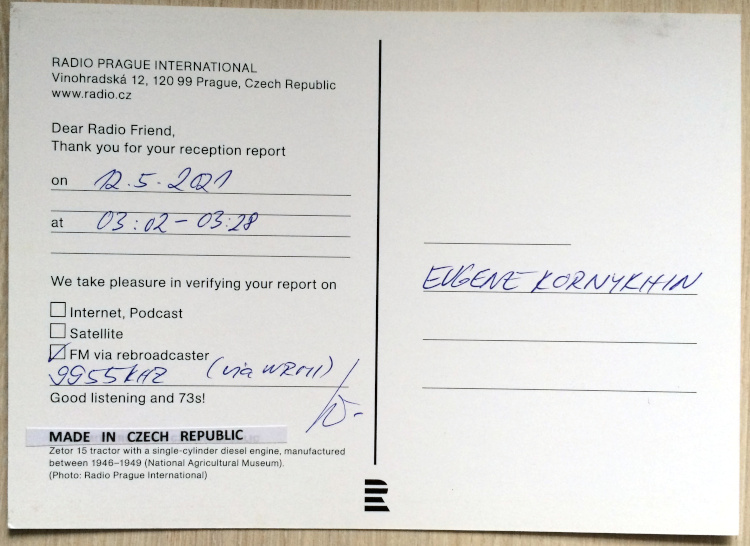 RADIO PRAGUE INTERNATIONAL
Vinohradská 12, 120 99 Prague, Czech Republic
www.radio.cz
Dear Radio Friend,
Thank you for your reception report
on 12.5.2021
at 03:02 – 03:28
We take pleasure in verifying your report on
Internet, Podcast
Satellite
FM via rebroadcaster
9955 kHz (via WRMI)
Good listening and 73s!
MADE IN CZECH REPUBLIC
Zetor 15 tractor with a single-cylinder diesel engine, manufactured
between 1946–1949 (National Agricultural Museum).
(Photo: Radio Prague International)
EUGENE KORNYKHIN